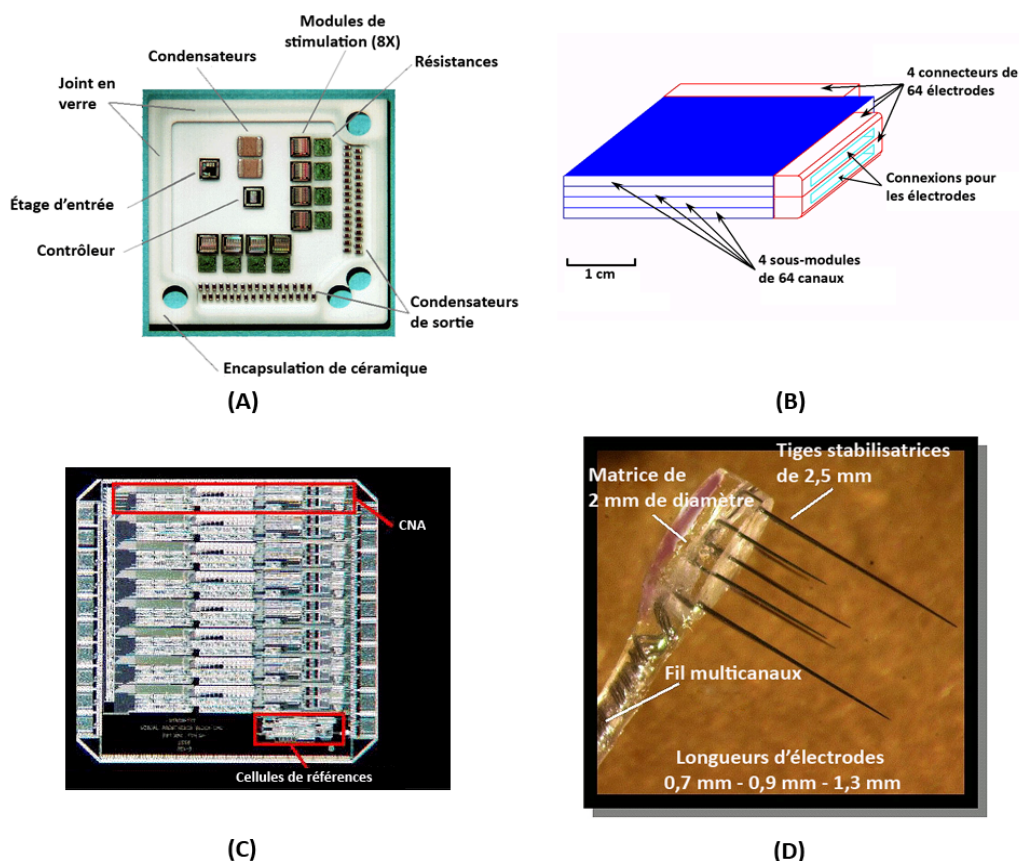 Modules de
stimulation (8X)
Condensateurs
Résistances
Joint en
verre
Étage d'entrée
Contrôleur
Condensateurs
de sortie
Encapsulation de céramique
(A)
4 connecteurs de
64 électrodes
Connexions pour
les électrodes
4 sous-modules
de 64 canaux
1 cm
(B)
CNA
Cellules de références
(C)
Tiges stabilisatrices
de 2,5 mm
Matrice de
2 mm de diamètre
Fil multicanaux
Longueurs d'électrodes
0,7 mm - 0,9 mm - 1,3 mm
(D)